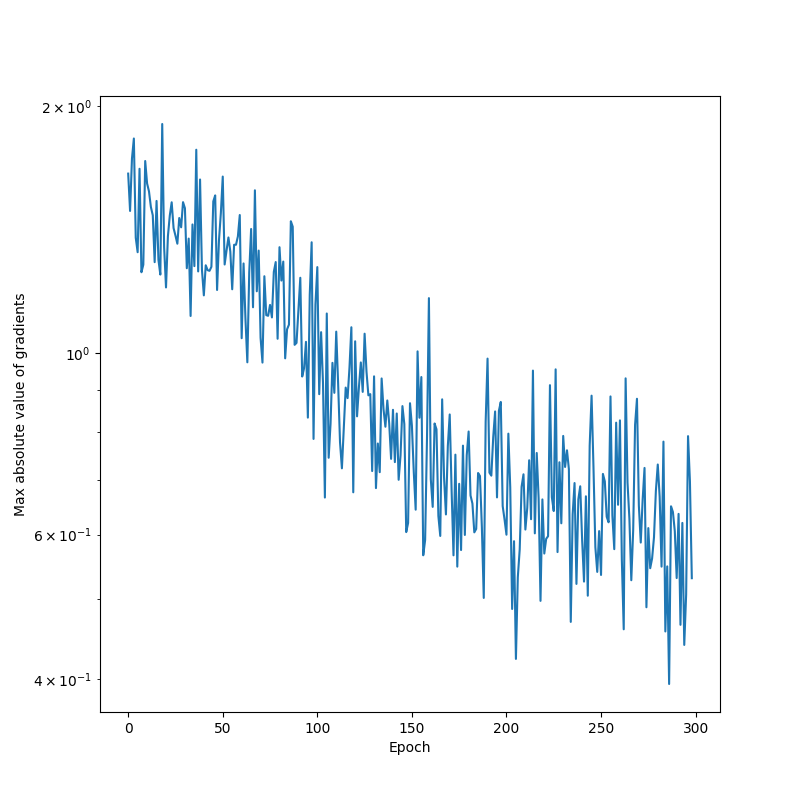 Max absolute value of gradients
2 × 10⁰
10⁰
6 × 10⁻¹
4 × 10⁻¹
0 50 100 150 200 250 300
Epoch